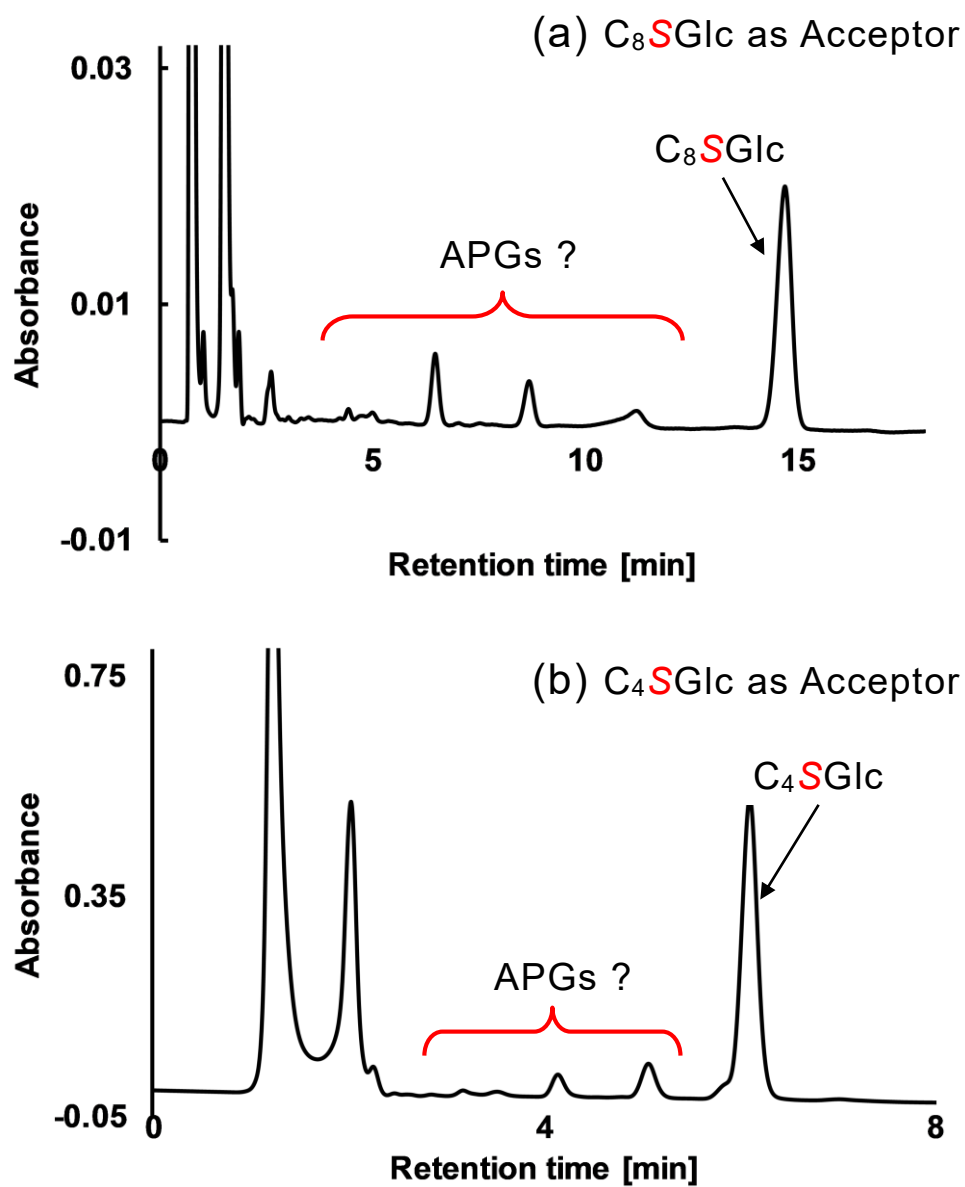 (a) C₈SGlc as Acceptor
0.03
C₈SGlc
APGs ?
0.01
Absorbance
0
5
10
15
-0.01
Retention time [min]
0.75
(b) C₄SGlc as Acceptor
C₄SGlc
0.35
Absorbance
APGs ?
-0.05
0
4
8
Retention time [min]